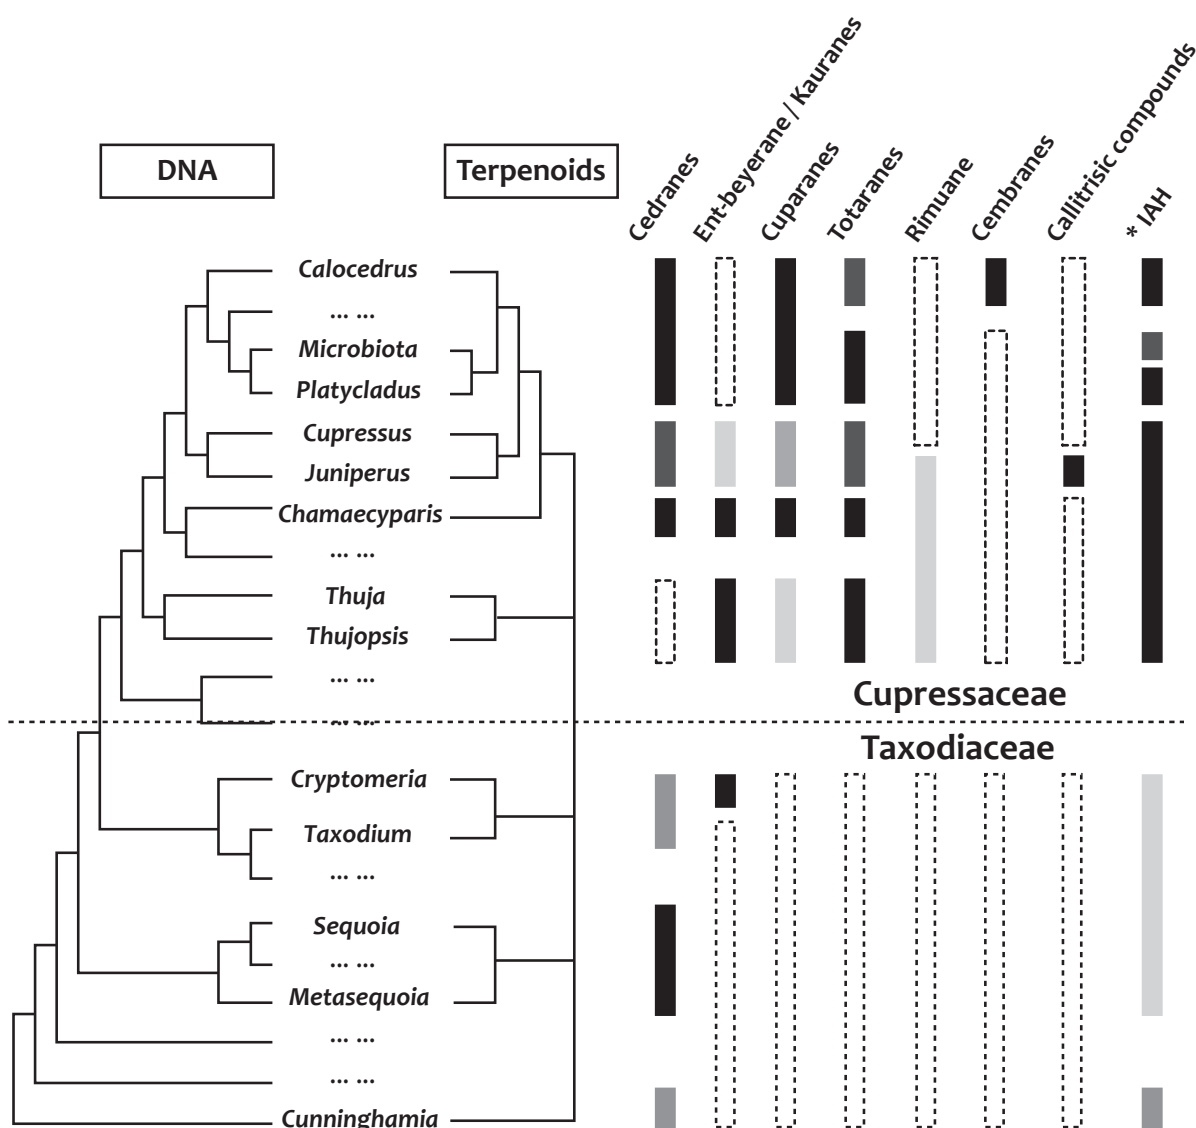 DNA
Terpenoids
Cedranes
Ent-beyerane / Kauranes
Cuparanes
Totaranes
Rimuane
Cembranes
Callitrisic compounds
* IAH
Calocedrus
... ...
Microbiota
Platycladus
Cupressus
Juniperus
Chamaecyparis
... ...
Thuja
Thujopsis
... ...
Cupressaceae
... ...
Taxodiaceae
Cryptomeria
Taxodium
... ...
Sequoia
... ...
Metasequoia
... ...
... ...
Cunninghamia